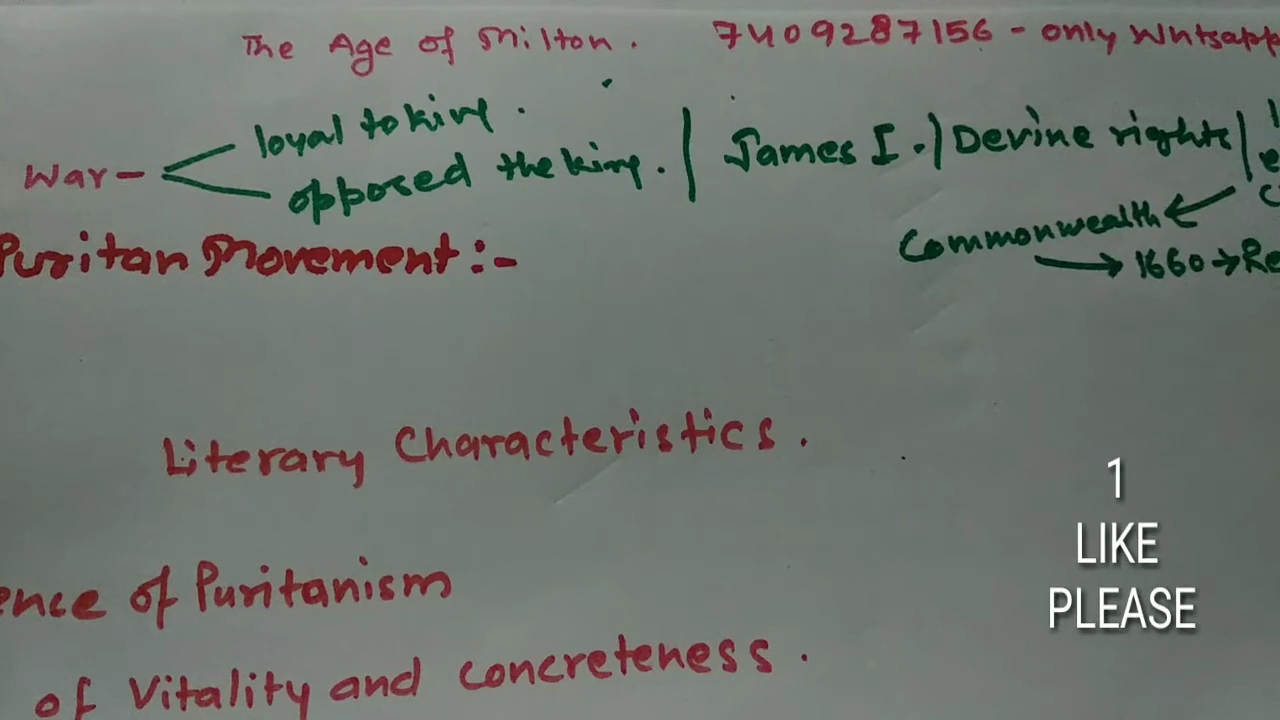 The Age of Milton. 7409287156 - only Whtsapp
loyal to king.
War - opposed the king. | James I. | Devine rights |
Commonwealth
Puritan Movement :- 1660 → Re
Literary Characteristics.
ence of Puritanism
of Vitality and concreteness.
1
LIKE
PLEASE